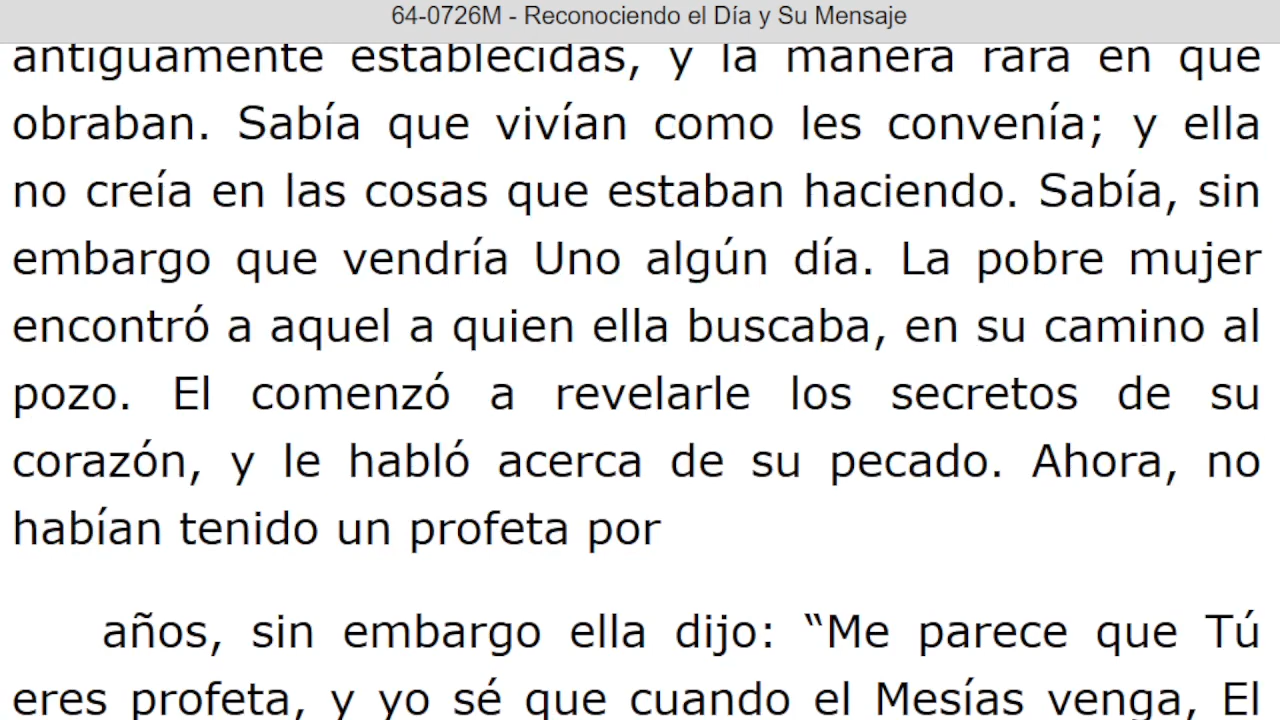 64-0726M - Reconociendo el Día y Su Mensaje
antiguamente establecidas, y la manera rara en que
obraban. Sabía que vivían como les convenía; y ella
no creía en las cosas que estaban haciendo. Sabía, sin
embargo que vendría Uno algún día. La pobre mujer
encontró a aquel a quien ella buscaba, en su camino al
pozo. El comenzó a revelarle los secretos de su
corazón, y le habló acerca de su pecado. Ahora, no
habían tenido un profeta por
años, sin embargo ella dijo: “Me parece que Tú
eres profeta, y yo sé que cuando el Mesías venga, El